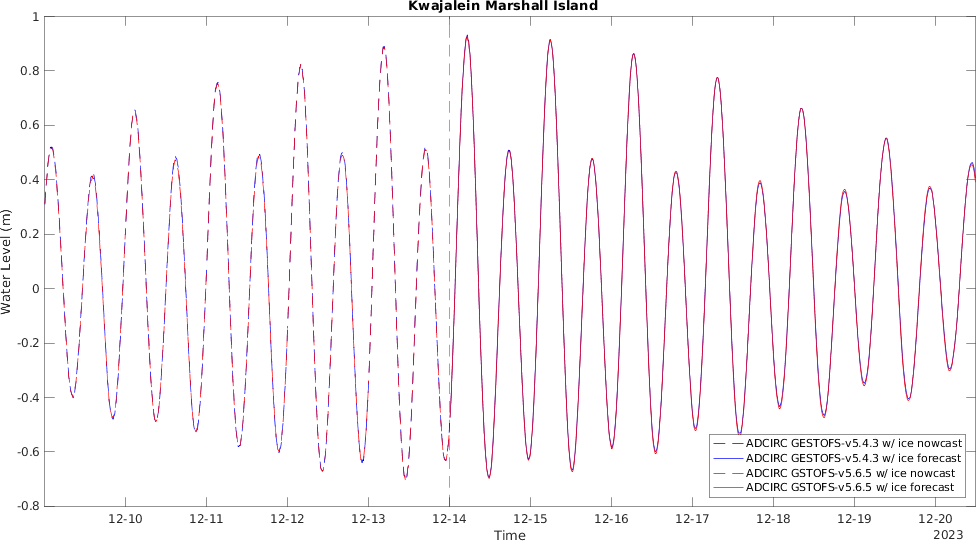 Kwajalein Marshall Island
1
0.8
0.6
0.4
0.2
0
-0.2
-0.4
-0.6
-0.8
Water Level (m)
12-10 12-11 12-12 12-13 12-14 12-15 12-16 12-17 12-18 12-19 12-20
Time
2023
ADCIRC GESTOFS-v5.4.3 w/ ice nowcast
ADCIRC GESTOFS-v5.4.3 w/ ice forecast
ADCIRC GSTOFS-v5.6.5 w/ ice nowcast
ADCIRC GSTOFS-v5.6.5 w/ ice forecast